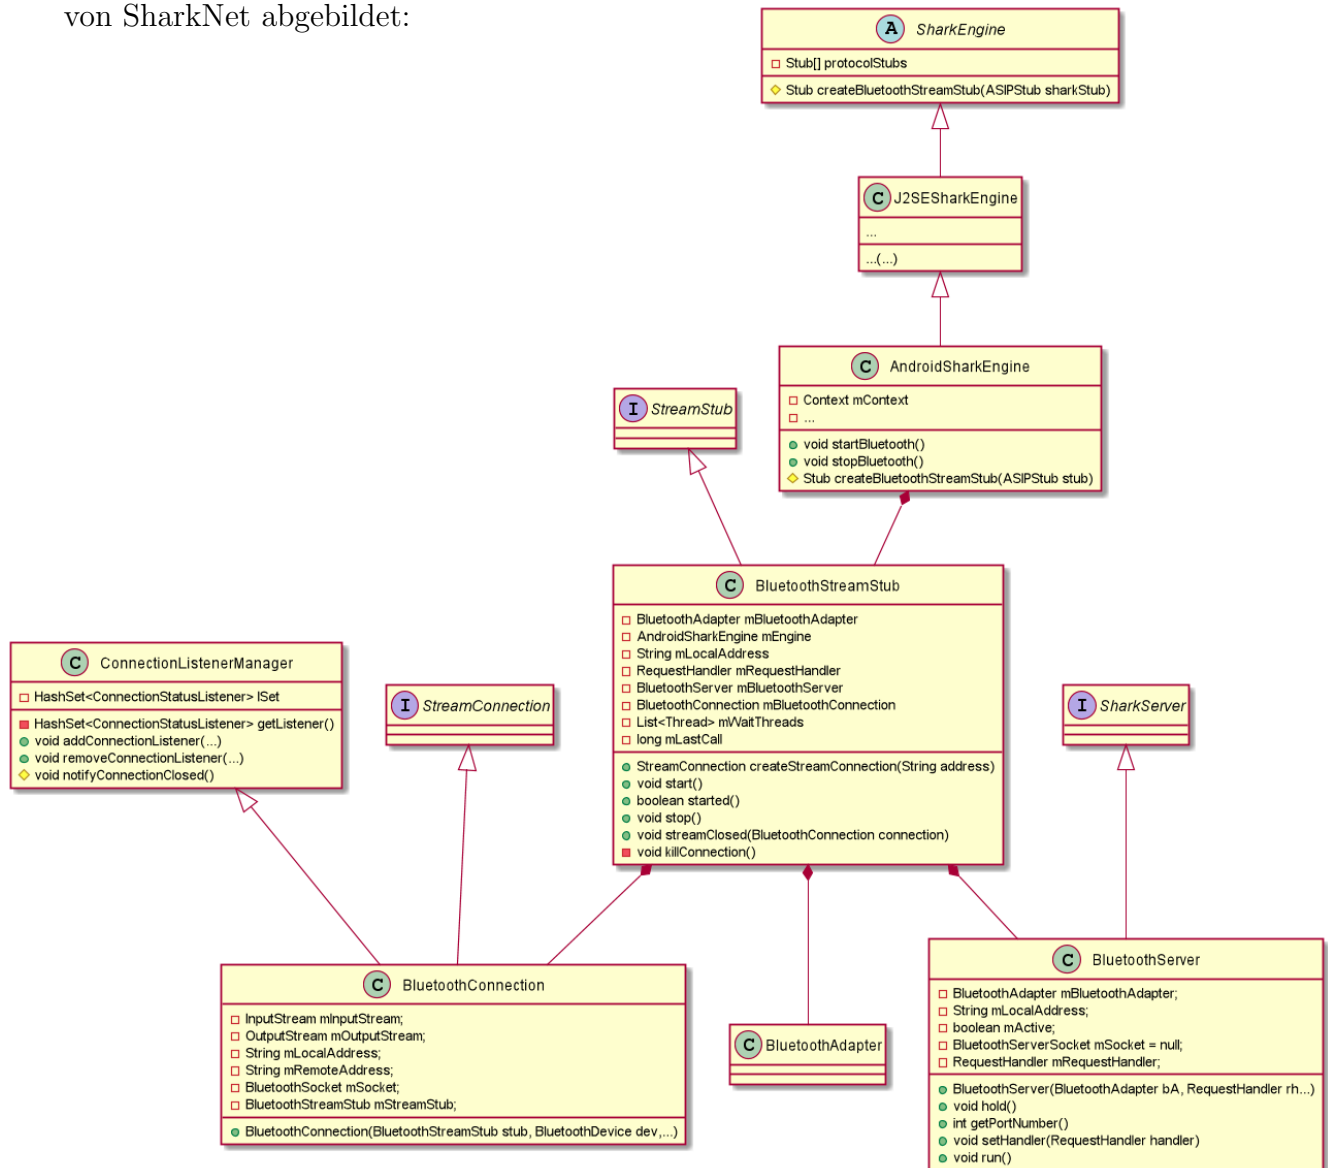 von SharkNet abgebildet:
A SharkEngine
Stub[] protocolStubs
Stub createBluetoothStreamStub(ASIPStub sharkStub)
C J2SESharkEngine
...
...(...)
C AndroidSharkEngine
Context mContext
...
void startBluetooth()
void stopBluetooth()
Stub createBluetoothStreamStub(ASIPStub stub)
I StreamStub
C BluetoothStreamStub
BluetoothAdapter mBluetoothAdapter
AndroidSharkEngine mEngine
String mLocalAddress
RequestHandler mRequestHandler
BluetoothServer mBluetoothServer
BluetoothConnection mBluetoothConnection
List<Thread> mWaitThreads
long mLastCall
StreamConnection createStreamConnection(String address)
void start()
boolean started()
void stop()
void streamClosed(BluetoothConnection connection)
void killConnection()
C ConnectionListenerManager
HashSet<ConnectionStatusListener> lSet
HashSet<ConnectionStatusListener> getListener()
void addConnectionListener(...)
void removeConnectionListener(...)
void notifyConnectionClosed()
I StreamConnection
I SharkServer
C BluetoothConnection
InputStream mInputStream;
OutputStream mOutputStream;
String mLocalAddress;
String mRemoteAddress;
BluetoothSocket mSocket;
BluetoothStreamStub mStreamStub;
BluetoothConnection(BluetoothStreamStub stub, BluetoothDevice dev,...)
C BluetoothAdapter
C BluetoothServer
BluetoothAdapter mBluetoothAdapter;
String mLocalAddress;
boolean mActive;
BluetoothServerSocket mSocket = null;
RequestHandler mRequestHandler;
BluetoothServer(BluetoothAdapter bA, RequestHandler rh...)
void hold()
int getPortNumber()
void setHandler(RequestHandler handler)
void run()